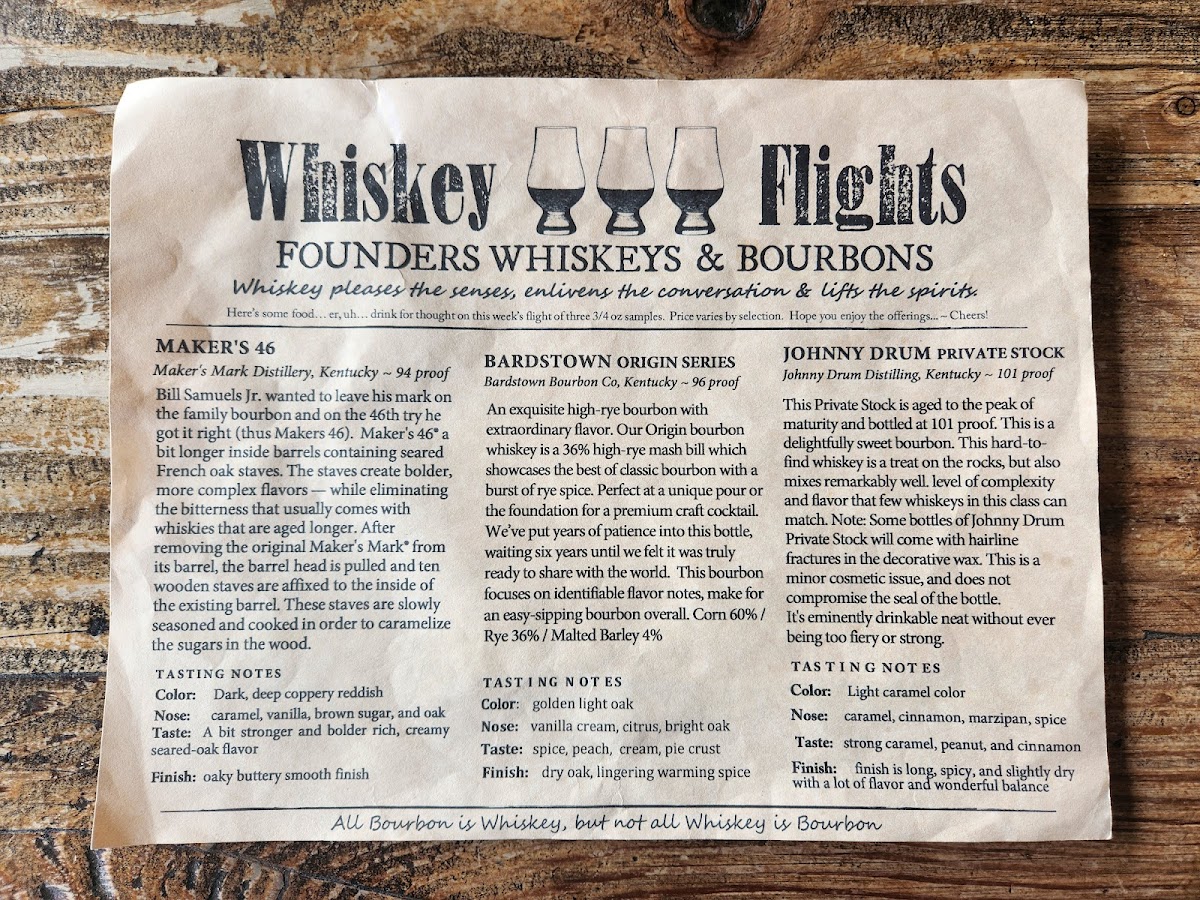 Whiskey Flights
FOUNDERS WHISKEYS & BOURBONS
Whiskey pleases the senses, enlivens the conversation & lifts the spirits.
Here's some food... er, uh... drink for thought on this week's flight of three 3/4 oz samples. Price varies by selection. Hope you enjoy the offerings... ~ Cheers!
MAKER'S 46
Maker's Mark Distillery, Kentucky ~ 94 proof
Bill Samuels Jr. wanted to leave his mark on
the family bourbon and on the 46th try he
got it right (thus Makers 46). Maker's 46® a
bit longer inside barrels containing seared
French oak staves. The staves create bolder,
more complex flavors — while eliminating
the bitterness that usually comes with
whiskies that are aged longer. After
removing the original Maker's Mark® from
its barrel, the barrel head is pulled and ten
wooden staves are affixed to the inside of
the existing barrel. These staves are slowly
seasoned and cooked in order to caramelize
the sugars in the wood.
TASTING NOTES
Color: Dark, deep coppery reddish
Nose: caramel, vanilla, brown sugar, and oak
Taste: A bit stronger and bolder rich, creamy
seared-oak flavor
Finish: oaky buttery smooth finish
BARDSTOWN ORIGIN SERIES
Bardstown Bourbon Co, Kentucky ~ 96 proof
An exquisite high-rye bourbon with
extraordinary flavor. Our Origin bourbon
whiskey is a 36% high-rye mash bill which
showcases the best of classic bourbon with a
burst of rye spice. Perfect at a unique pour or
the foundation for a premium craft cocktail.
We've put years of patience into this bottle,
waiting six years until we felt it was truly
ready to share with the world. This bourbon
focuses on identifiable flavor notes, make for
an easy-sipping bourbon overall. Corn 60% /
Rye 36% / Malted Barley 4%
TASTING NOTES
Color: golden light oak
Nose: vanilla cream, citrus, bright oak
Taste: spice, peach, cream, pie crust
Finish: dry oak, lingering warming spice
JOHNNY DRUM PRIVATE STOCK
Johnny Drum Distilling, Kentucky ~ 101 proof
This Private Stock is aged to the peak of
maturity and bottled at 101 proof. This is a
delightfully sweet bourbon. This hard-to-
find whiskey is a treat on the rocks, but also
mixes remarkably well. level of complexity
and flavor that few whiskeys in this class can
match. Note: Some bottles of Johnny Drum
Private Stock will come with hairline
fractures in the decorative wax. This is a
minor cosmetic issue, and does not
compromise the seal of the bottle.
It's eminently drinkable neat without ever
being too fiery or strong.
TASTING NOTES
Color: Light caramel color
Nose: caramel, cinnamon, marzipan, spice
Taste: strong caramel, peanut, and cinnamon
Finish: finish is long, spicy, and slightly dry
with a lot of flavor and wonderful balance
All Bourbon is Whiskey, but not all Whiskey is Bourbon